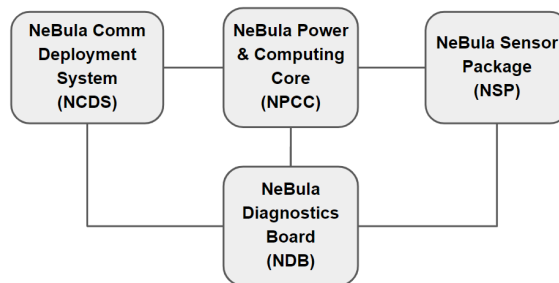 NeBula Comm
Deployment
System
(NCDS)
NeBula Power
& Computing
Core
(NPCC)
NeBula Sensor
Package
(NSP)
NeBula
Diagnostics
Board
(NDB)